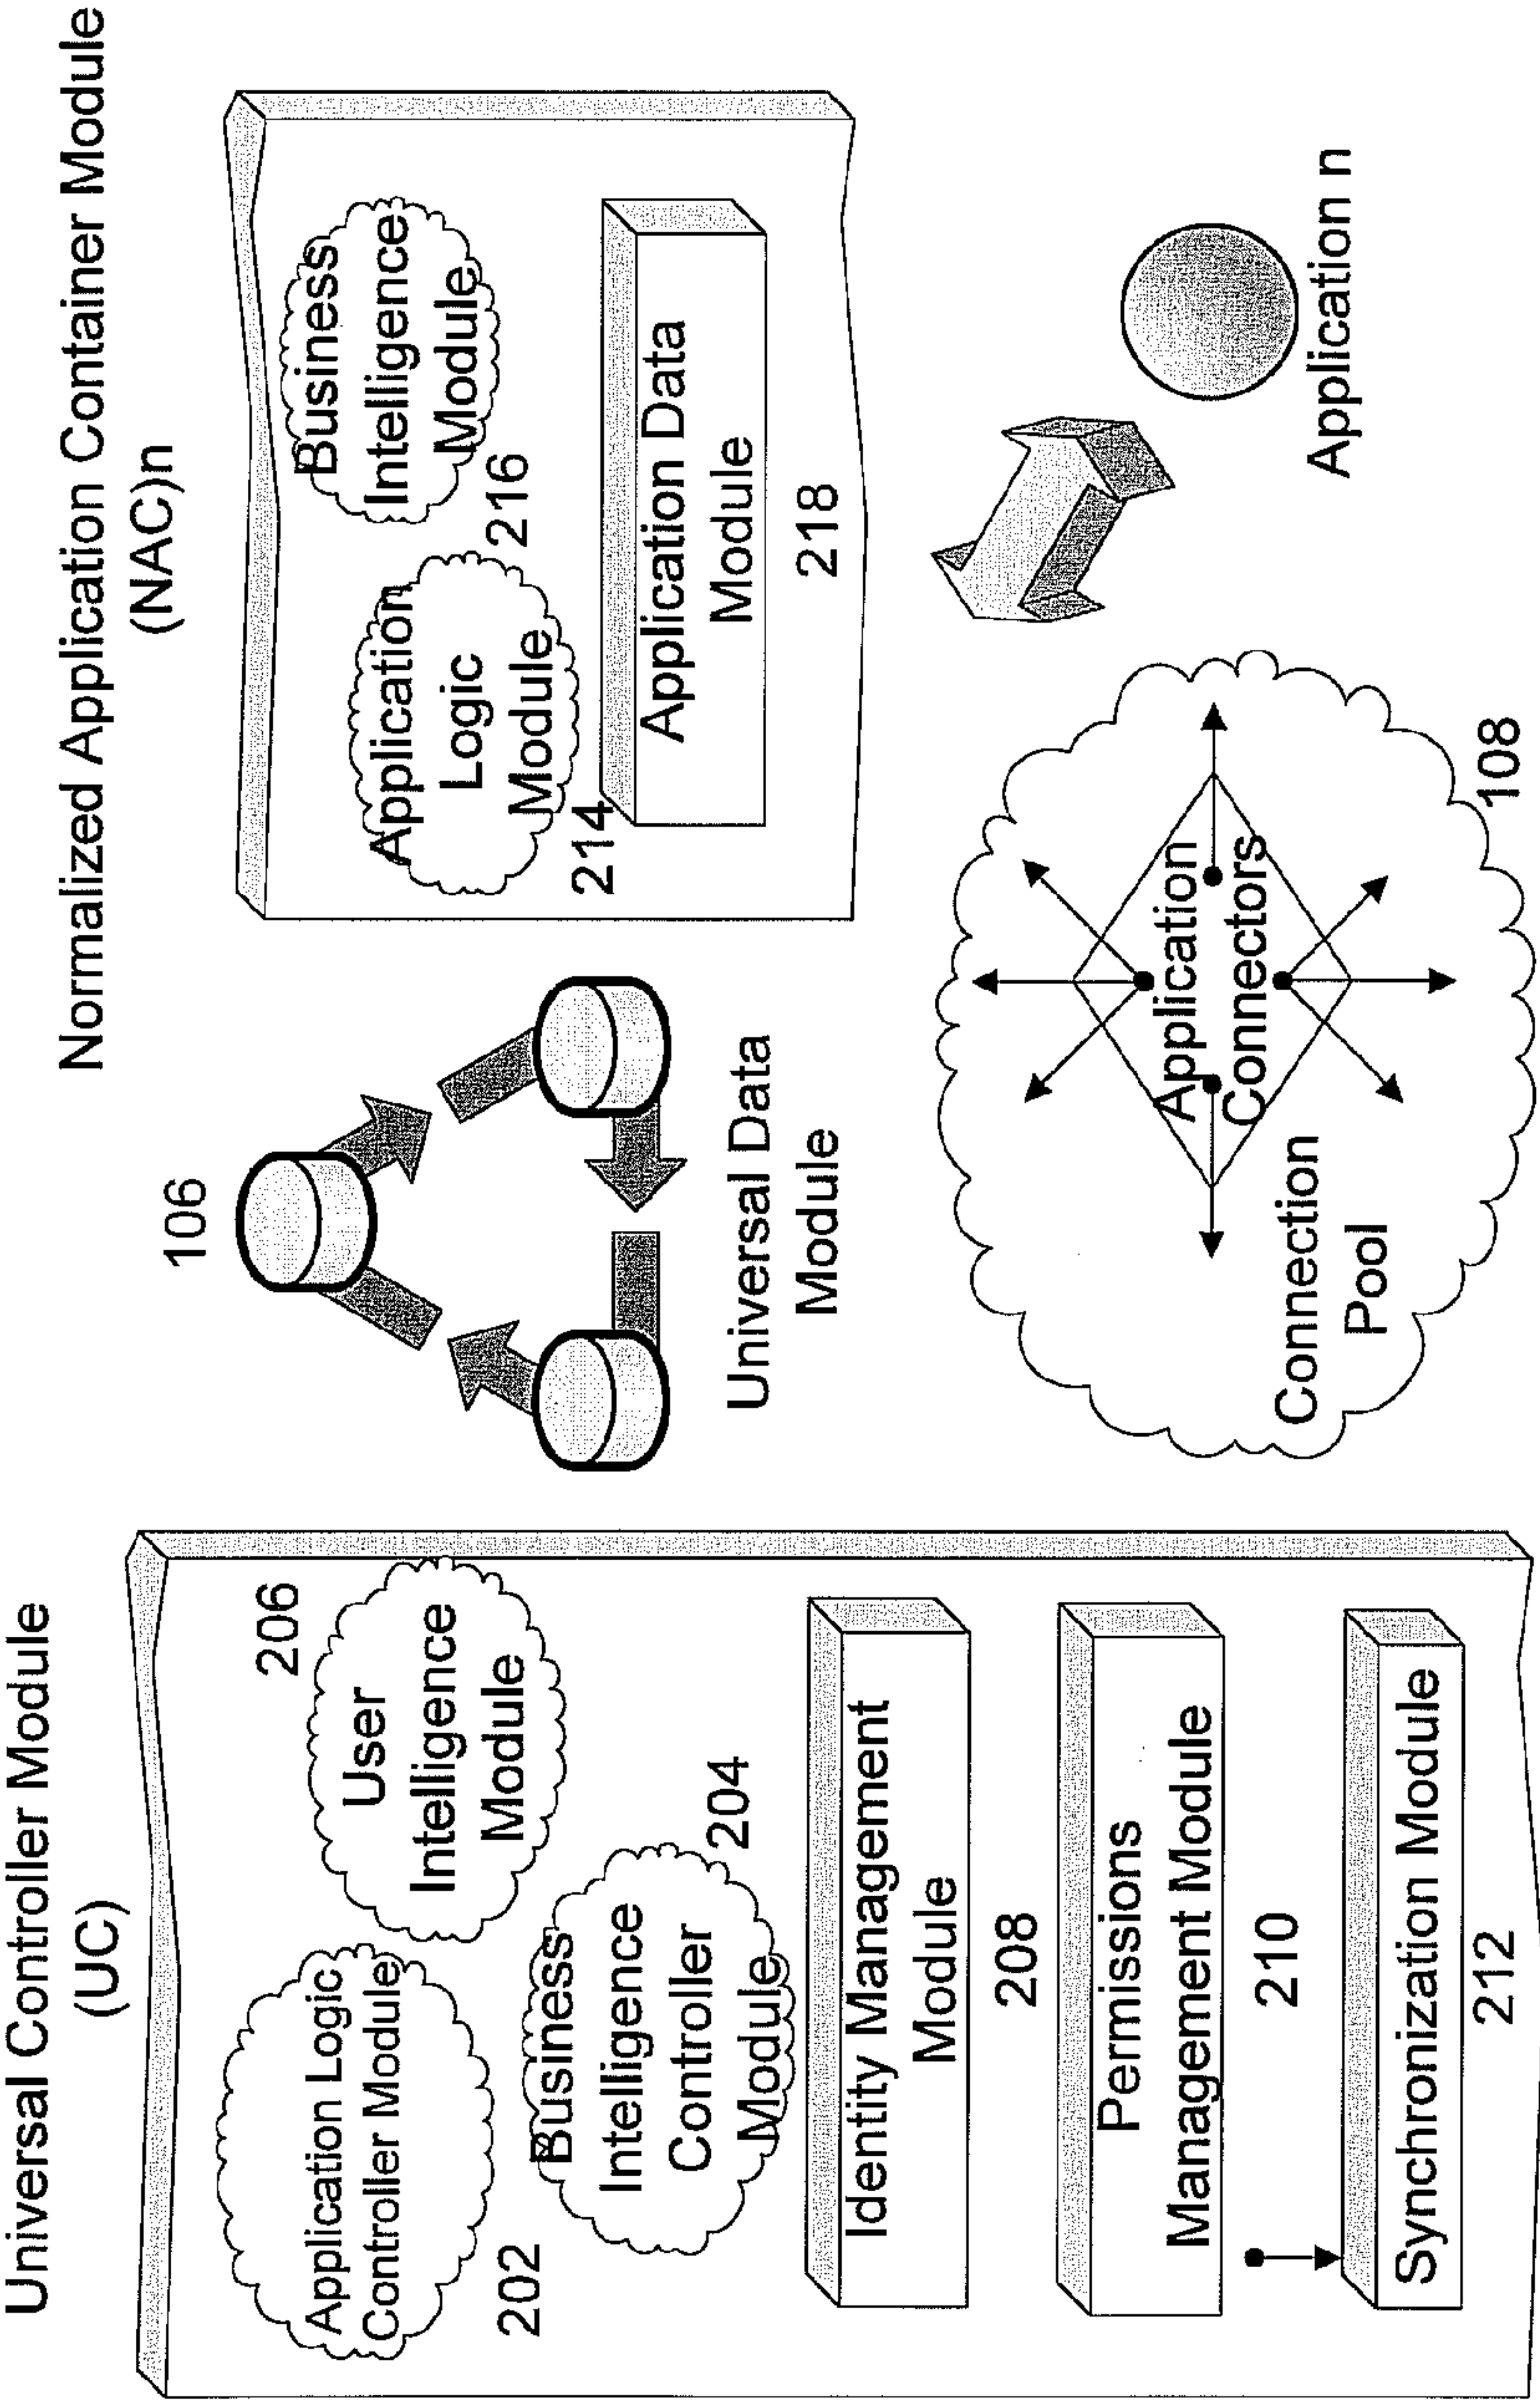 Universal Controller Module
(UC)
206
User
Intelligence
Module
Application Logic
Controller Module
202
Business
Intelligence
Controller
Module
204
Identity Management
Module
208
Permissions
Management Module
210
Synchronization Module
212
106
Universal Data
Module
Normalized Application Container Module
(NAC)n
Application
Logic
Module
214
Business
Intelligence
Module
216
Application Data
Module
218
Application
Connectors
Connection
Pool
108
Application n